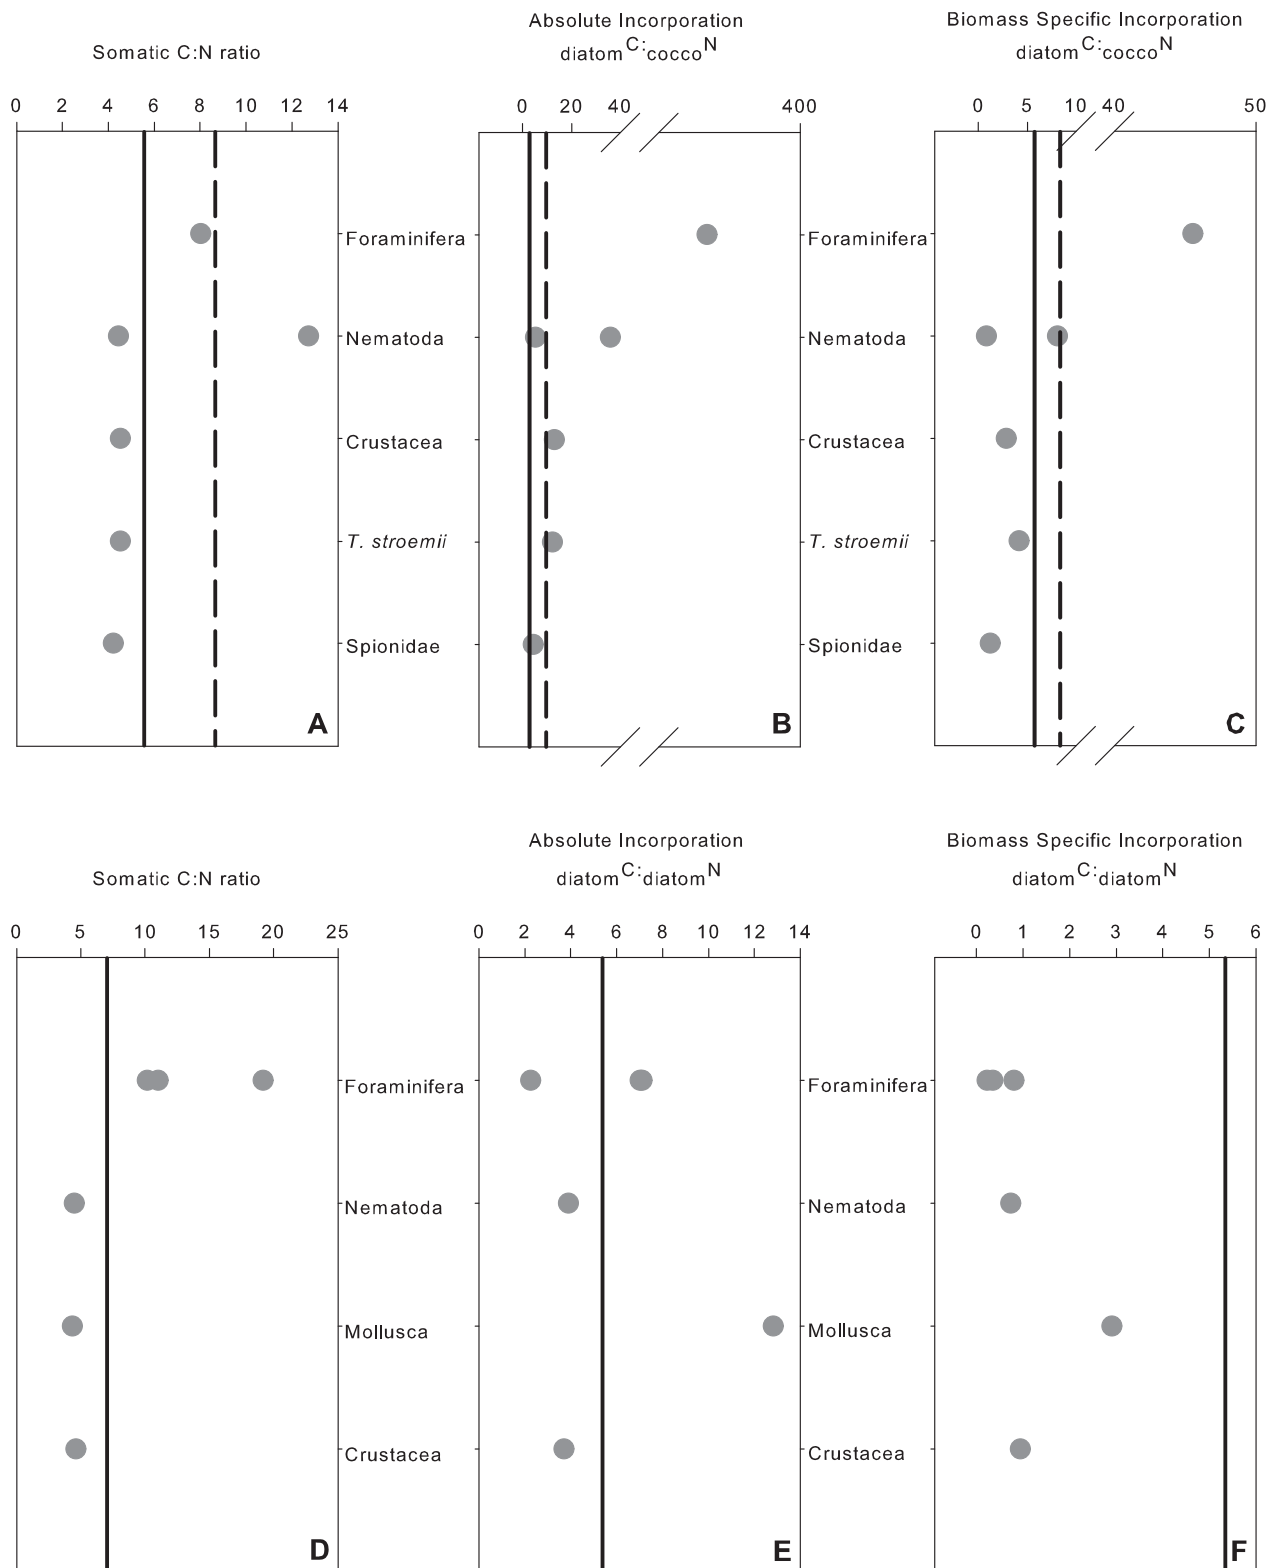 Somatic C:N ratio
Absolute Incorporation
diatomC:coccoN
Biomass Specific Incorporation
diatomC:coccoN
0 2 4 6 8 10 12 14
0 20 40 400
0 5 10 40 50
Foraminifera
Nematoda
Crustacea
T. stroemii
Spionidae
A
Foraminifera
Nematoda
Crustacea
T. stroemii
Spionidae
B
C
Somatic C:N ratio
Absolute Incorporation
diatomC:diatomN
Biomass Specific Incorporation
diatomC:diatomN
0 5 10 15 20 25
0 2 4 6 8 10 12 14
0 1 2 3 4 5 6
Foraminifera
Nematoda
Mollusca
Crustacea
D
Foraminifera
Nematoda
Mollusca
Crustacea
E
F